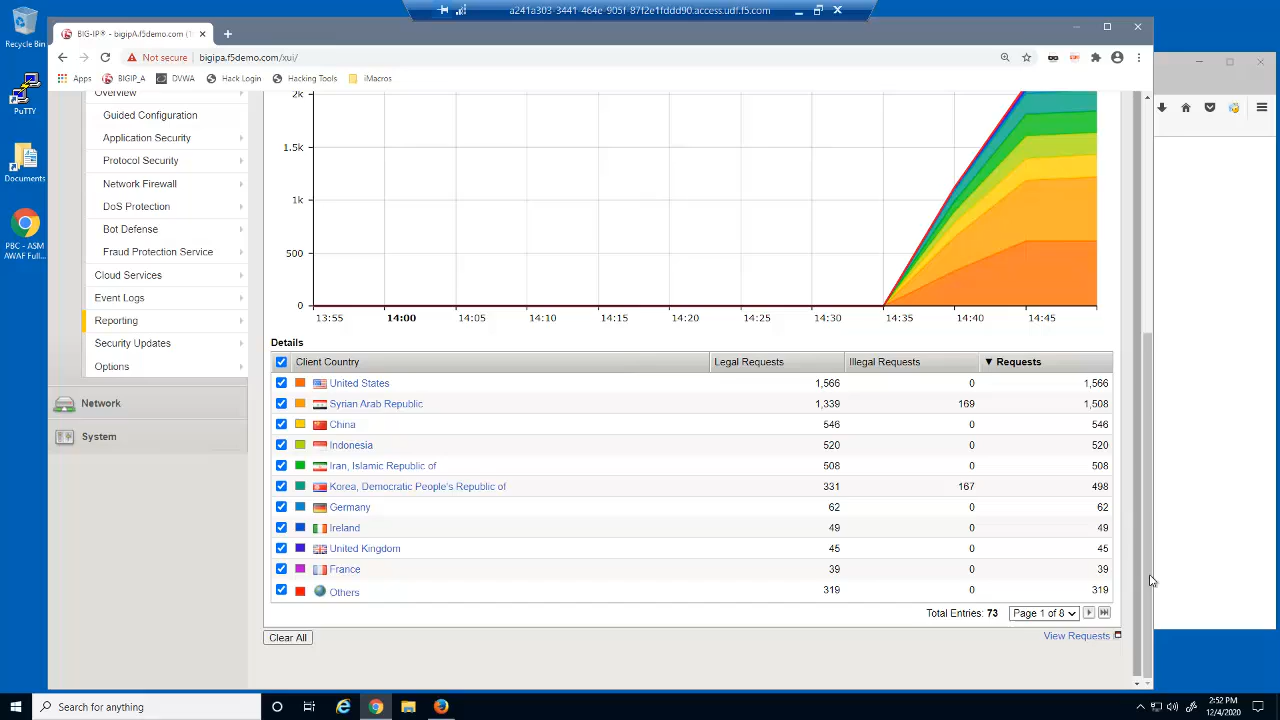 a241a303-3441-464e-905f-87f2e1fddd90.access.udf.f5.com
Recycle Bin
PuTTY
Documents
PBC - ASM
AWAF Full...
BIG-IP® - bigipA.f5demo.com (T
Not secure
bigipa.f5demo.com/xui/
Apps
BIGIP_A
DVWA
Hack Login
Hacking Tools
iMacros
Overview
Guided Configuration
Application Security
Protocol Security
Network Firewall
DoS Protection
Bot Defense
Fraud Protection Service
Cloud Services
Event Logs
Reporting
Security Updates
Options
Network
System
2k
1.5k
1k
500
0
13:55 14:00 14:05 14:10 14:15 14:20 14:25 14:30 14:35 14:40 14:45
Details
Client Country Legal Requests Illegal Requests ▼ Requests
United States 1,566 0 1,566
Syrian Arab Republic 1,339 169 1,508
China 546 0 546
Indonesia 520 0 520
Iran, Islamic Republic of 508 0 508
Korea, Democratic People's Republic of 331 167 498
Germany 62 0 62
Ireland 49 0 49
United Kingdom 45 0 45
France 39 0 39
Others 319 0 319
Total Entries: 73 Page 1 of 8
Clear All
View Requests
Search for anything
2:52 PM
12/4/2020